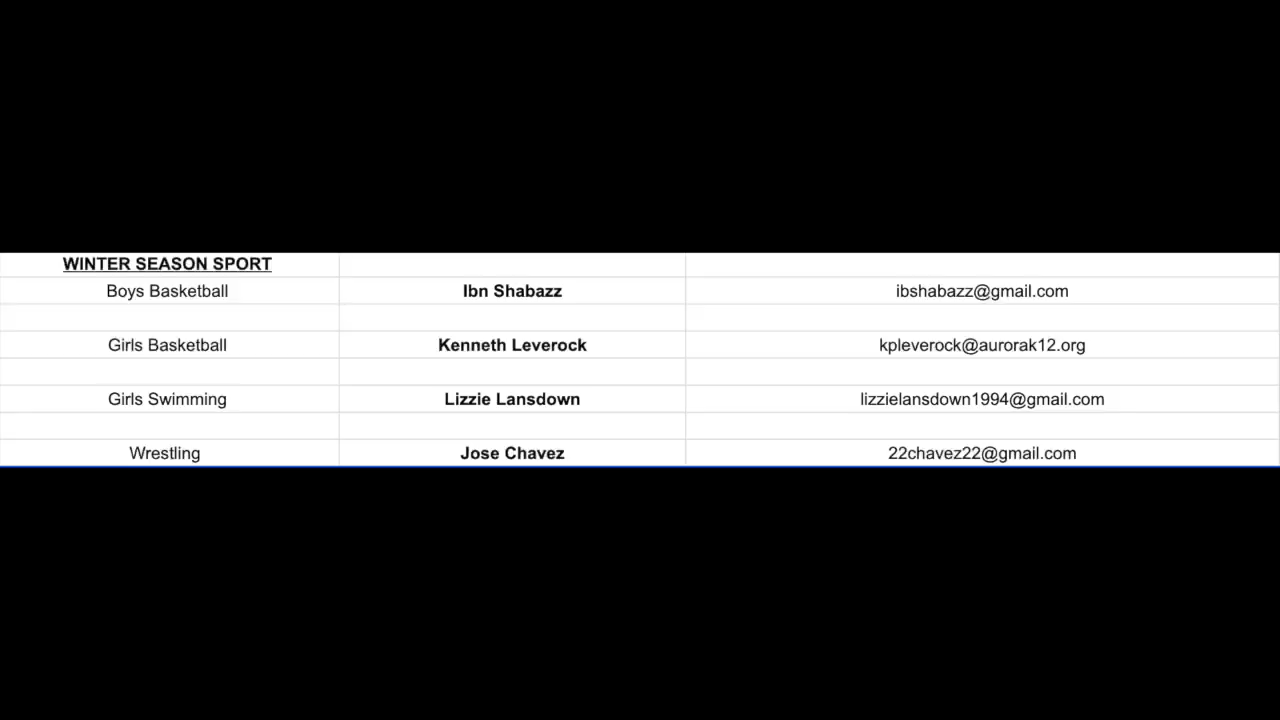 WINTER SEASON SPORT
Boys Basketball Ibn Shabazz ibshabazz@gmail.com
Girls Basketball Kenneth Leverock kpleverock@aurorak12.org
Girls Swimming Lizzie Lansdown lizzielansdown1994@gmail.com
Wrestling Jose Chavez 22chavez22@gmail.com